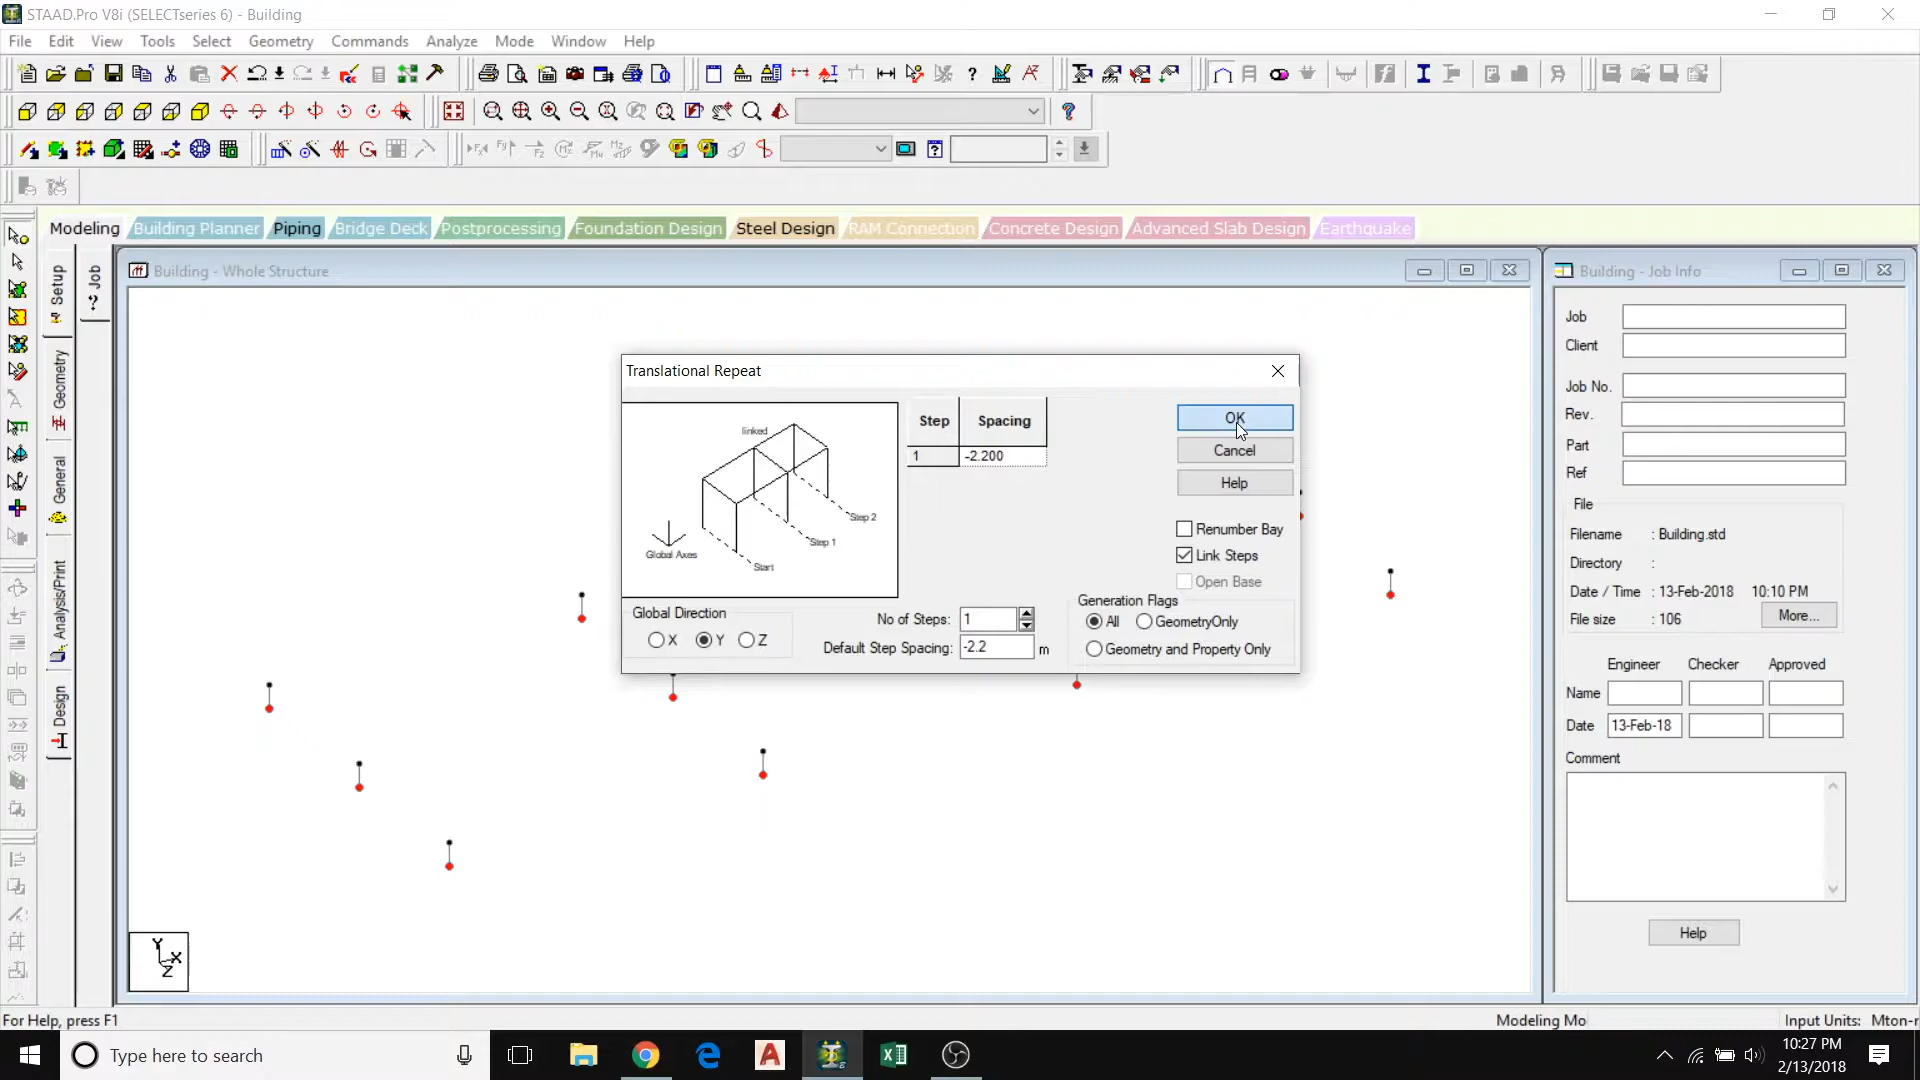 STAAD.Pro V8i (SELECTseries 6) - Building
File Edit View Tools Select Geometry Commands Analyze Mode Window Help
Modeling Building Planner Piping Bridge Deck Postprocessing Foundation Design Steel Design RAM Connection Concrete Design Advanced Slab Design Earthquake
Setup
Geometry
General
Analysis/Print
Design
Job
Building - Whole Structure
Translational Repeat
linked
Step 2
Step 1
Start
Global Axes
Step Spacing
1 -2.200
OK
Cancel
Help
Renumber Bay
Link Steps
Open Base
Global Direction
X Y Z
No of Steps: 1
Default Step Spacing: -2.2 m
Generation Flags
All GeometryOnly
Geometry and Property Only
Y
X
Z
Building - Job Info
Job
Client
Job No.
Rev.
Part
Ref
File
Filename : Building.std
Directory :
Date / Time : 13-Feb-2018 10:10 PM
File size : 106 More...
Engineer Checker Approved
Name
Date 13-Feb-18
Comment
Help
For Help, press F1
Modeling Mo
Input Units: Mton-r
Type here to search
10:27 PM
2/13/2018